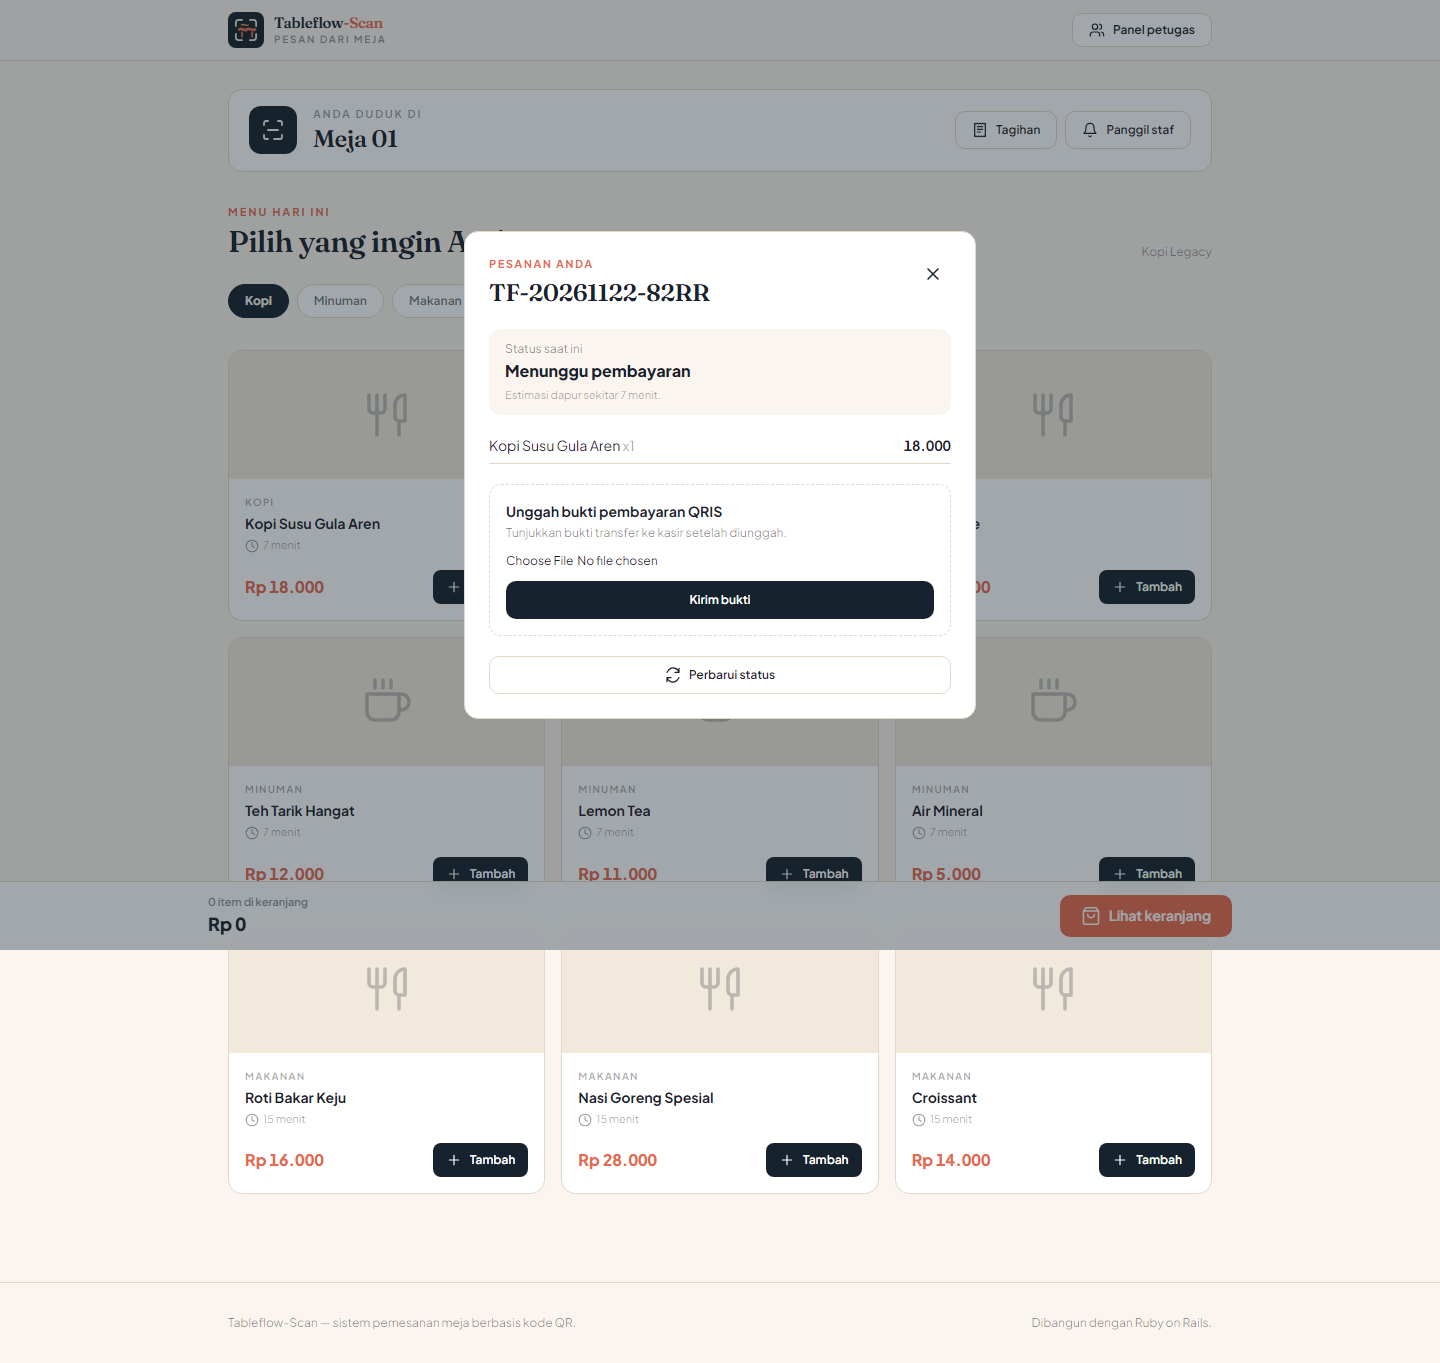 Tableflow-Scan
PESAN DARI MEJA
Panel petugas
ANDA DUDUK DI
Meja 01
Tagihan
Panggil staf
MENU HARI INI
Pilih yang ingin
Kopi Legacy
Kopi
Minuman
Makanan
PESANAN ANDA
TF-20261122-82RR
Status saat ini
Menunggu pembayaran
Estimasi dapur sekitar 7 menit.
Kopi Susu Gula Aren x1
18.000
Unggah bukti pembayaran QRIS
Tunjukkan bukti transfer ke kasir setelah diunggah.
Choose File No file chosen
Kirim bukti
Perbarui status
KOPI
Kopi Susu Gula Aren
7 menit
Rp 18.000
Tambah
MINUMAN
Teh Tarik Hangat
7 menit
Rp 12.000
Tambah
MINUMAN
Lemon Tea
7 menit
Rp 11.000
Tambah
MINUMAN
Air Mineral
7 menit
Rp 5.000
Tambah
0 item di keranjang
Rp 0
Lihat keranjang
MAKANAN
Roti Bakar Keju
15 menit
Rp 16.000
Tambah
MAKANAN
Nasi Goreng Spesial
15 menit
Rp 28.000
Tambah
MAKANAN
Croissant
15 menit
Rp 14.000
Tambah
Tableflow-Scan — sistem pemesanan meja berbasis kode QR.
Dibangun dengan Ruby on Rails.